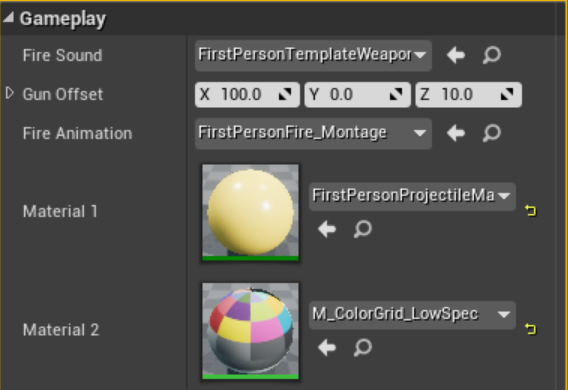 Gameplay
Fire Sound FirstPersonTemplateWeapor
Gun Offset X 100.0 Y 0.0 Z 10.0
Fire Animation FirstPersonFire_Montage
Material 1 FirstPersonProjectileMa
Material 2 M_ColorGrid_LowSpec